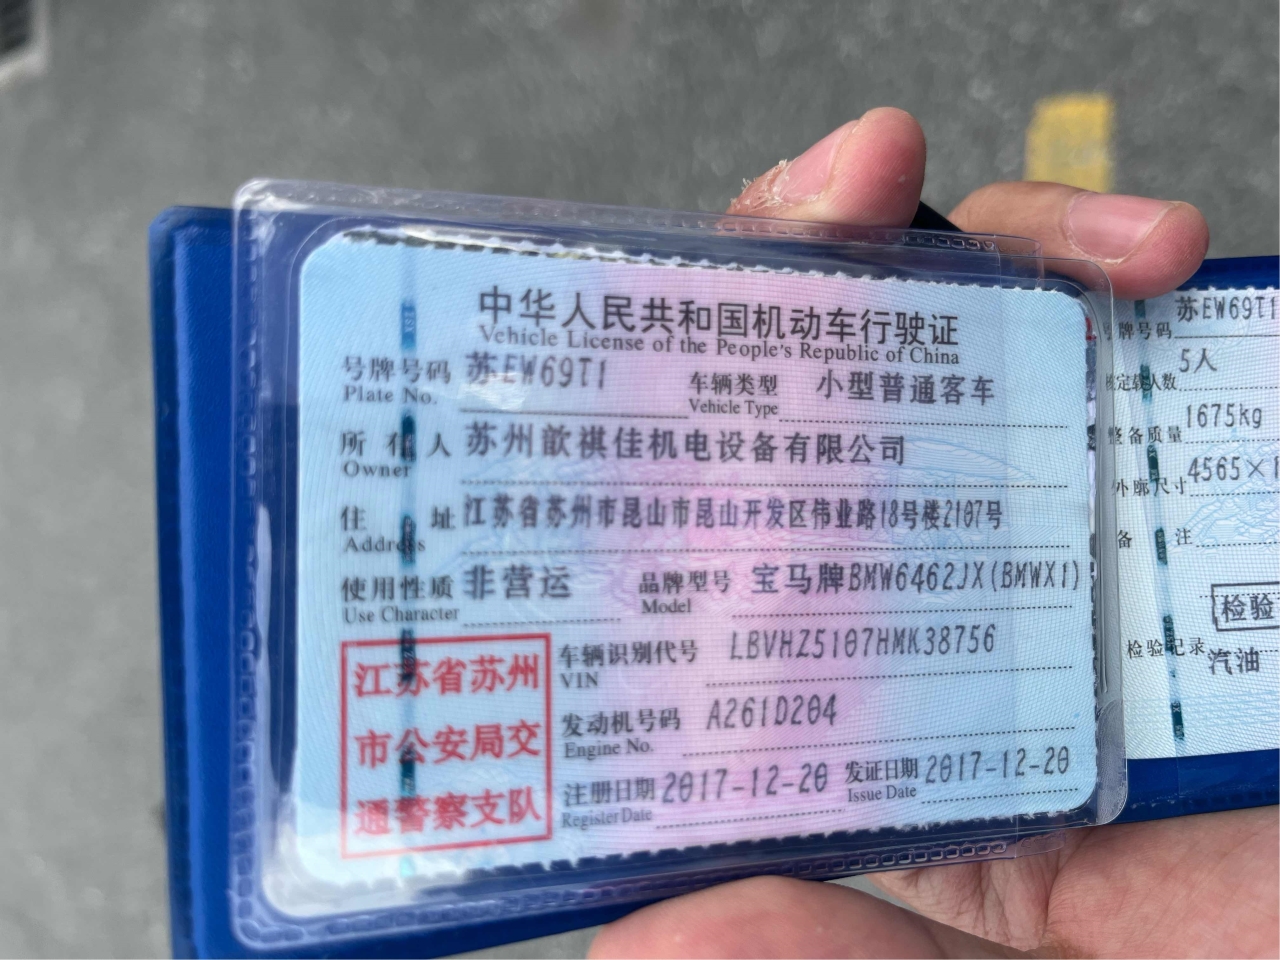 中华人民共和国机动车行驶证
Vehicle License of the People's Republic of China
号牌号码 苏EW69T1 车辆类型 小型普通客车
Plate No. Vehicle Type
所有人 苏州歆祺佳机电设备有限公司
Owner
住址 江苏省苏州市昆山市昆山开发区伟业路18号楼2107号
Address
使用性质 非营运 品牌型号 宝马牌BMW6462JX(BMWX1)
Use Character Model
江苏省苏州
市公安局交
通警察支队
车辆识别代号 LBVHZ5107HMK38756
VIN
发动机号码 A261D204
Engine No.
注册日期 2017-12-20 发证日期 2017-12-20
Register Date Issue Date
号牌号码 苏EW69T1
核定载人数 5人
整备质量 1675kg
外廓尺寸 4565×1
备注
检验
检验记录
汽油